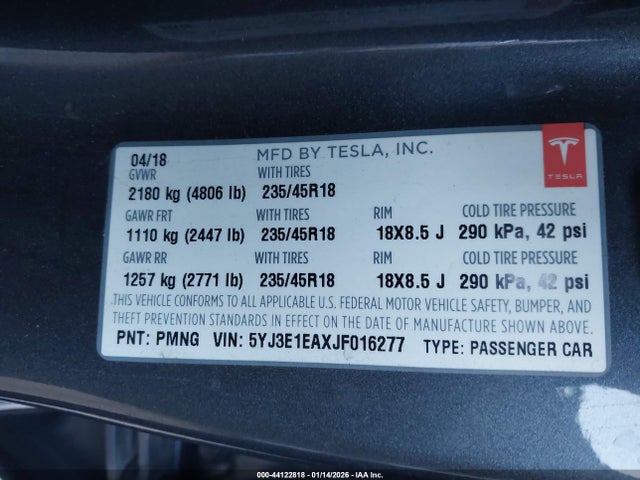 04/18 MFD BY TESLA, INC.
GVWR WITH TIRES
2180 kg (4806 lb) 235/45R18
TESLA
GAWR FRT WITH TIRES RIM COLD TIRE PRESSURE
1110 kg (2447 lb) 235/45R18 18X8.5 J 290 kPa, 42 psi
GAWR RR WITH TIRES RIM COLD TIRE PRESSURE
1257 kg (2771 lb) 235/45R18 18X8.5 J 290 kPa, 42 psi
THIS VEHICLE CONFORMS TO ALL APPLICABLE U.S. FEDERAL MOTOR VEHICLE SAFETY, BUMPER, AND
THEFT PREVENTION STANDARDS IN EFFECT ON THE DATE OF MANUFACTURE SHOWN ABOVE.
PNT: PMNG VIN: 5YJ3E1EAXJF016277 TYPE: PASSENGER CAR
000-44122818 - 01/14/2026 - IAA Inc.